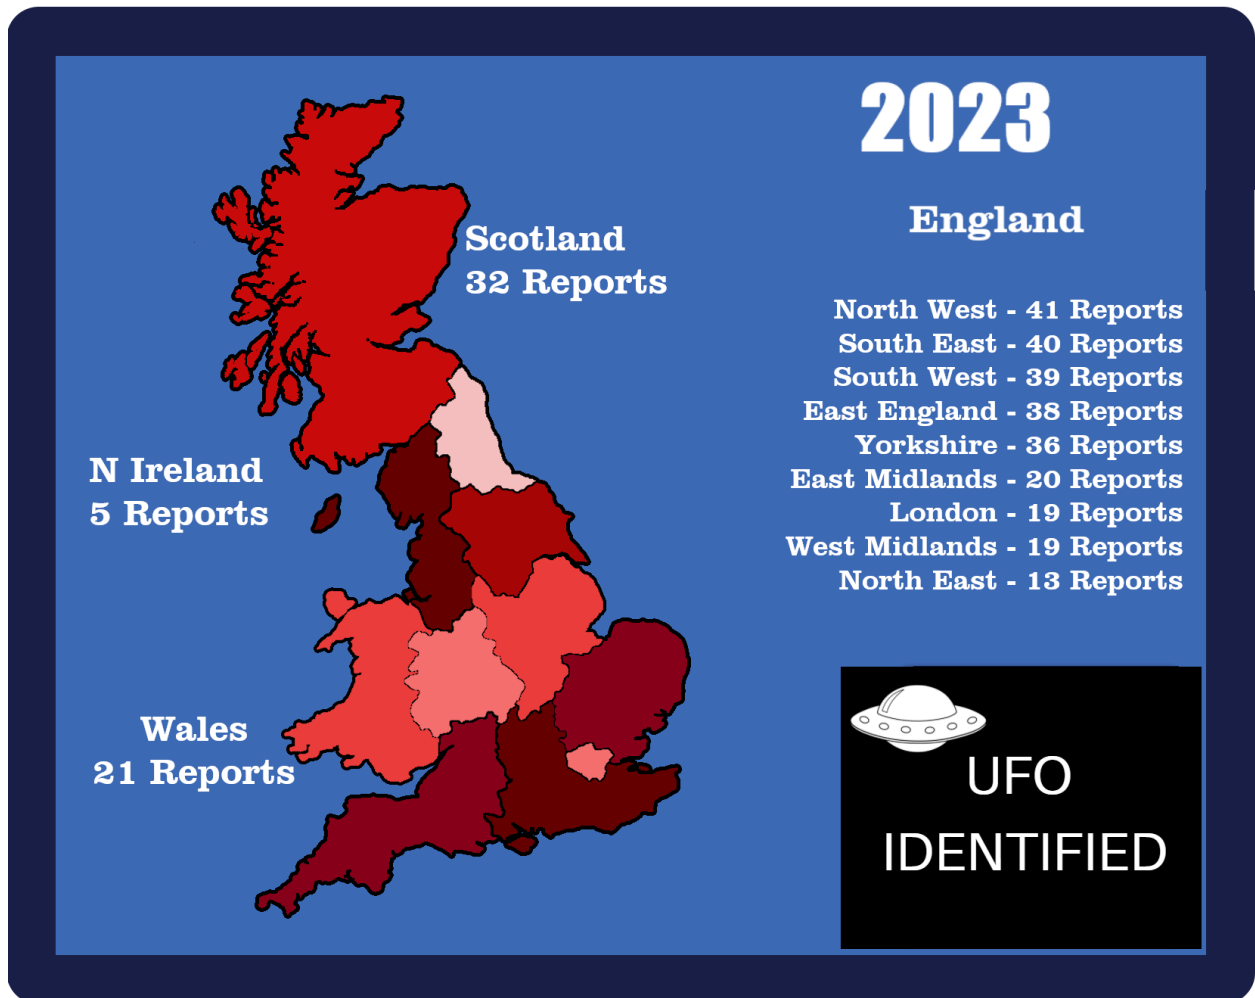 2023
England
Scotland
32 Reports
North West - 41 Reports
South East - 40 Reports
South West - 39 Reports
East England - 38 Reports
Yorkshire - 36 Reports
East Midlands - 20 Reports
London - 19 Reports
West Midlands - 19 Reports
North East - 13 Reports
N Ireland
5 Reports
Wales
21 Reports
UFO
IDENTIFIED